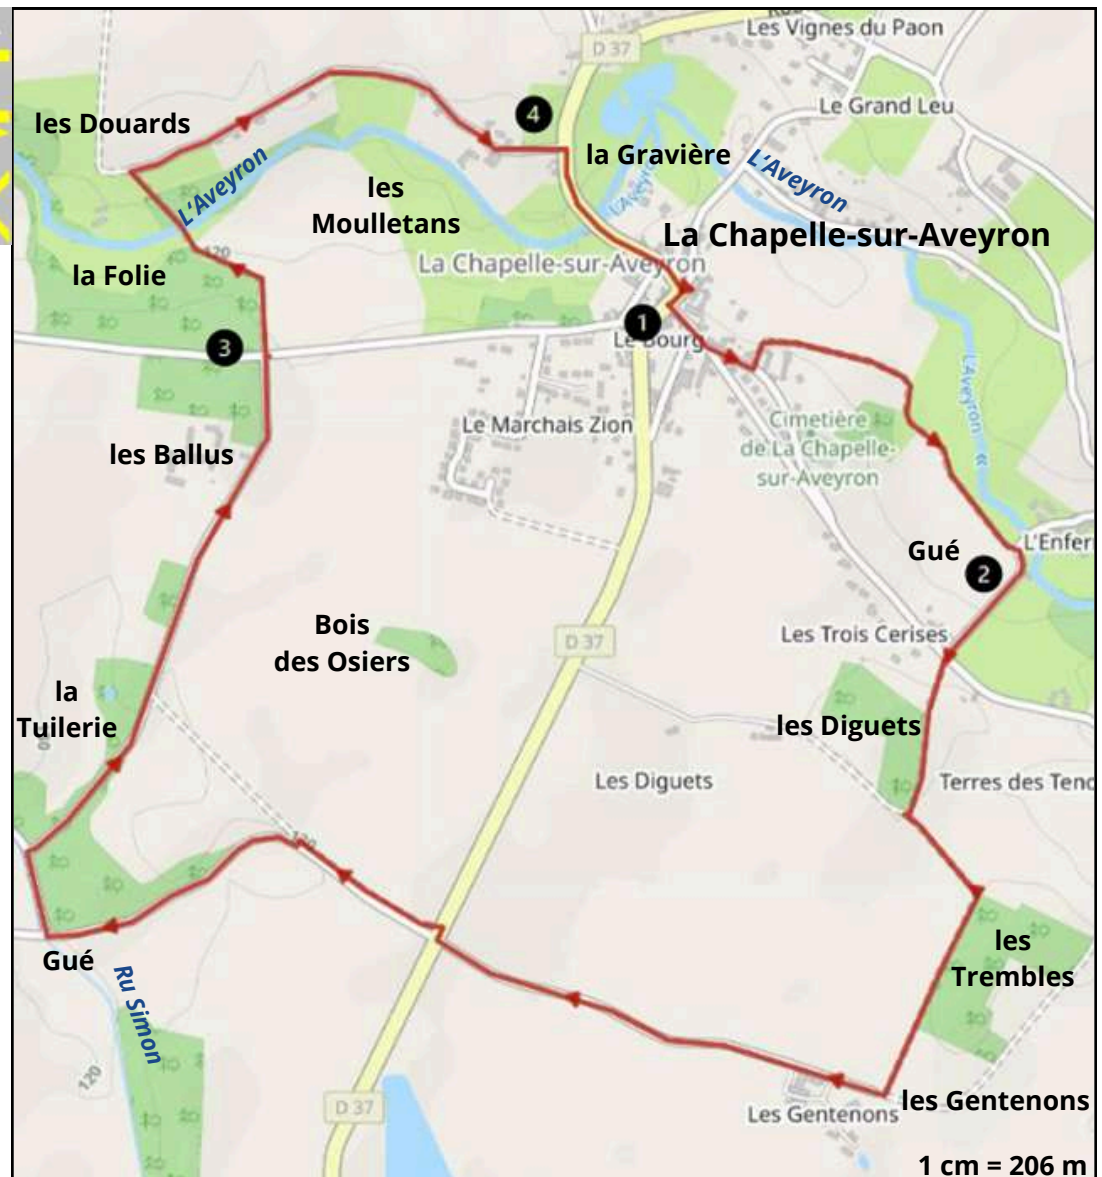 Les Vignes du Paon
D 37
Le Grand Leu
4
les Douards
la Gravière
L'Aveyron
L'Aveyron
L'Aveyron
les
Moulletans
La Chapelle-sur-Aveyron
120
la Folie
La Chapelle-sur-Aveyron
1
Le Bourg
3
L'Aveyron
Le Marchais Zion
Cimetière
de La Chapelle-
sur-Aveyron
les Ballus
Gué
L'Enfer
2
Bois
des Osiers
D 37
Les Trois Cerises
la
Tuilerie
les Diguets
Les Diguets
Terres des Tend
120
les
Trembles
Gué
Ru Simon
120
D 37
Les Gentenons
les Gentenons
1 cm = 206 m